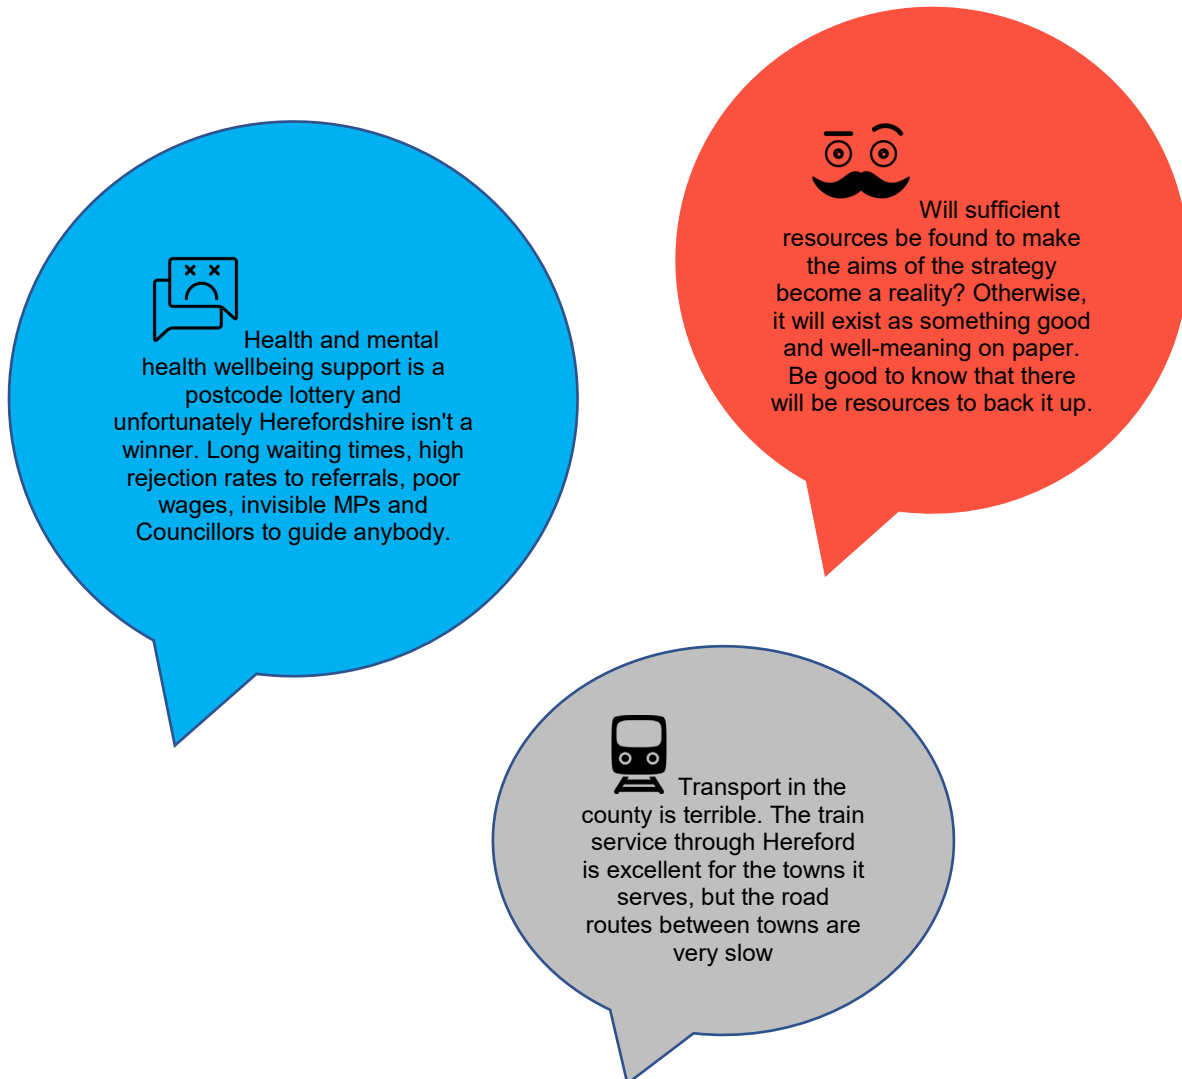 Health and mental
health wellbeing support is a
postcode lottery and
unfortunately Herefordshire isn't a
winner. Long waiting times, high
rejection rates to referrals, poor
wages, invisible MPs and
Councillors to guide anybody.
Will sufficient
resources be found to make
the aims of the strategy
become a reality? Otherwise,
it will exist as something good
and well-meaning on paper.
Be good to know that there
will be resources to back it up.
Transport in the
county is terrible. The train
service through Hereford
is excellent for the towns it
serves, but the road
routes between towns are
very slow